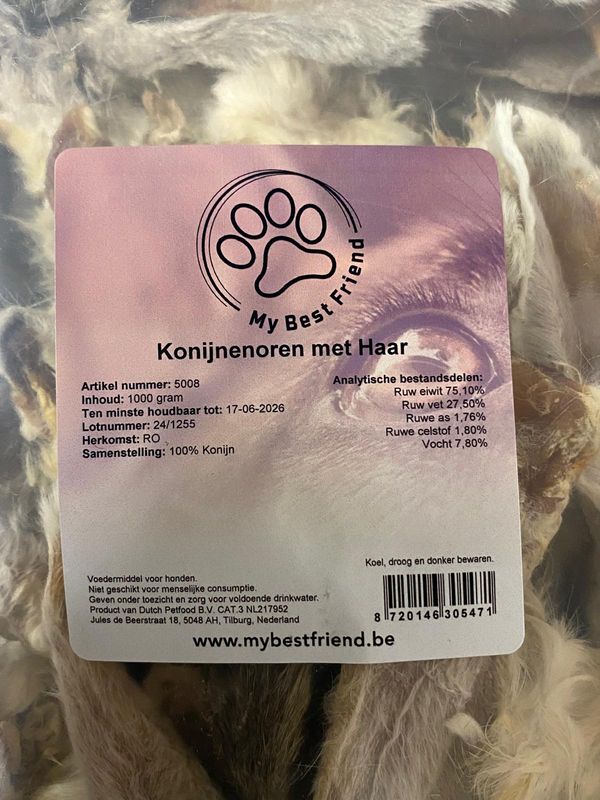 My Best Friend
Konijnenoren met Haar
Artikel nummer: 5008
Inhoud: 1000 gram
Ten minste houdbaar tot: 17-06-2026
Lotnummer: 24/1255
Herkomst: RO
Samenstelling: 100% Konijn
Analytische bestandsdelen:
Ruw eiwit 75,10%
Ruw vet 27,50%
Ruwe as 1,76%
Ruwe celstof 1,80%
Vocht 7,80%
Koel, droog en donker bewaren.
Voedermiddel voor honden.
Niet geschikt voor menselijke consumptie.
Geven onder toezicht en zorg voor voldoende drinkwater.
Product van Dutch Petfood B.V. CAT.3 NL217952
Jules de Beerstraat 18, 5048 AH, Tilburg, Nederland
8 720146 305471
www.mybestfriend.be